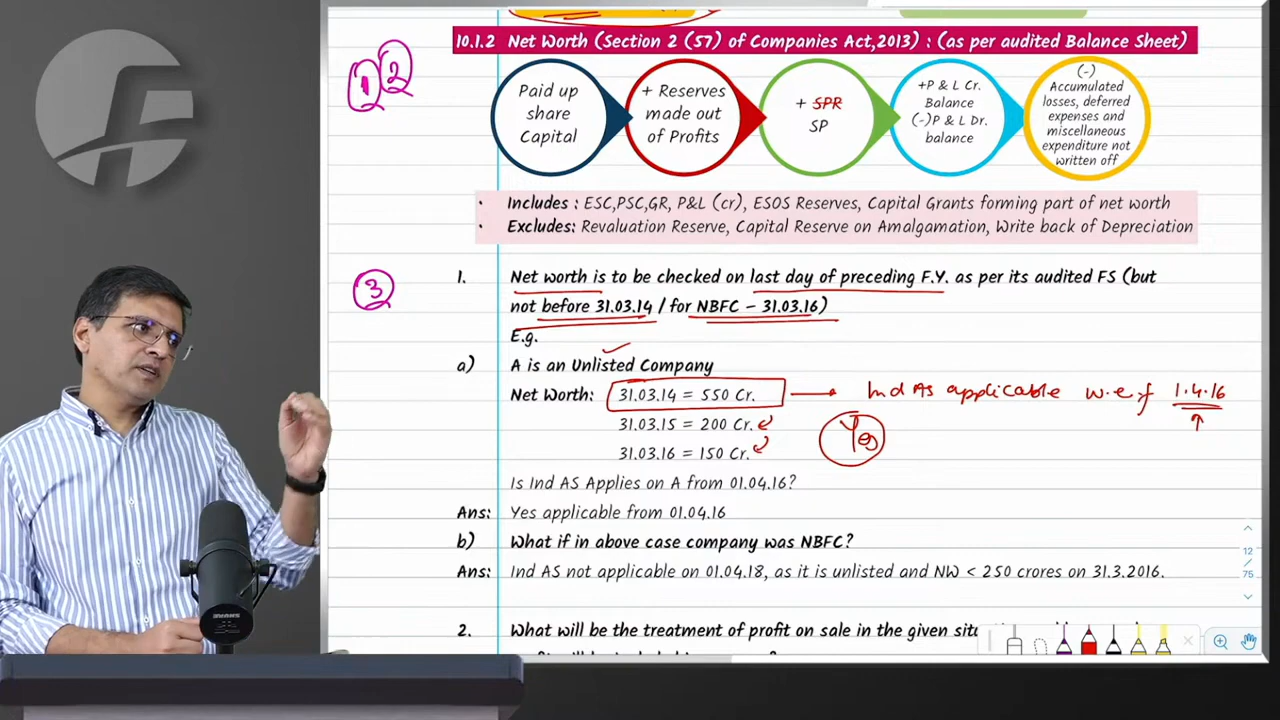 10.1.2 Net Worth (Section 2 (57) of Companies Act,2013) : (as per audited Balance Sheet)
1 2
Paid up
share
Capital
+ Reserves
made out
of Profits
+ SPR
SP
+P & L Cr.
Balance
(-)P & L Dr.
balance
(-)
Accumulated
losses, deferred
expenses and
miscellaneous
expenditure not
written off
· Includes : ESC,PSC,GR, P&L (cr), ESOS Reserves, Capital Grants forming part of net worth
· Excludes: Revaluation Reserve, Capital Reserve on Amalgamation, Write back of Depreciation
3
1. Net worth is to be checked on last day of preceding F.Y. as per its audited FS (but
not before 31.03.14 / for NBFC – 31.03.16)
E.g.
a) A is an Unlisted Company
Net Worth: 31.03.14 = 550 Cr. Ind As applicable w.e.f 1.4.16
31.03.15 = 200 Cr. Yes
31.03.16 = 150 Cr.
Is Ind AS Applies on A from 01.04.16?
Ans: Yes applicable from 01.04.16
b) What if in above case company was NBFC?
Ans: Ind AS not applicable on 01.04.18, as it is unlisted and NW < 250 crores on 31.3.2016.
2. What will be the treatment of profit on sale in the given
12
/
75